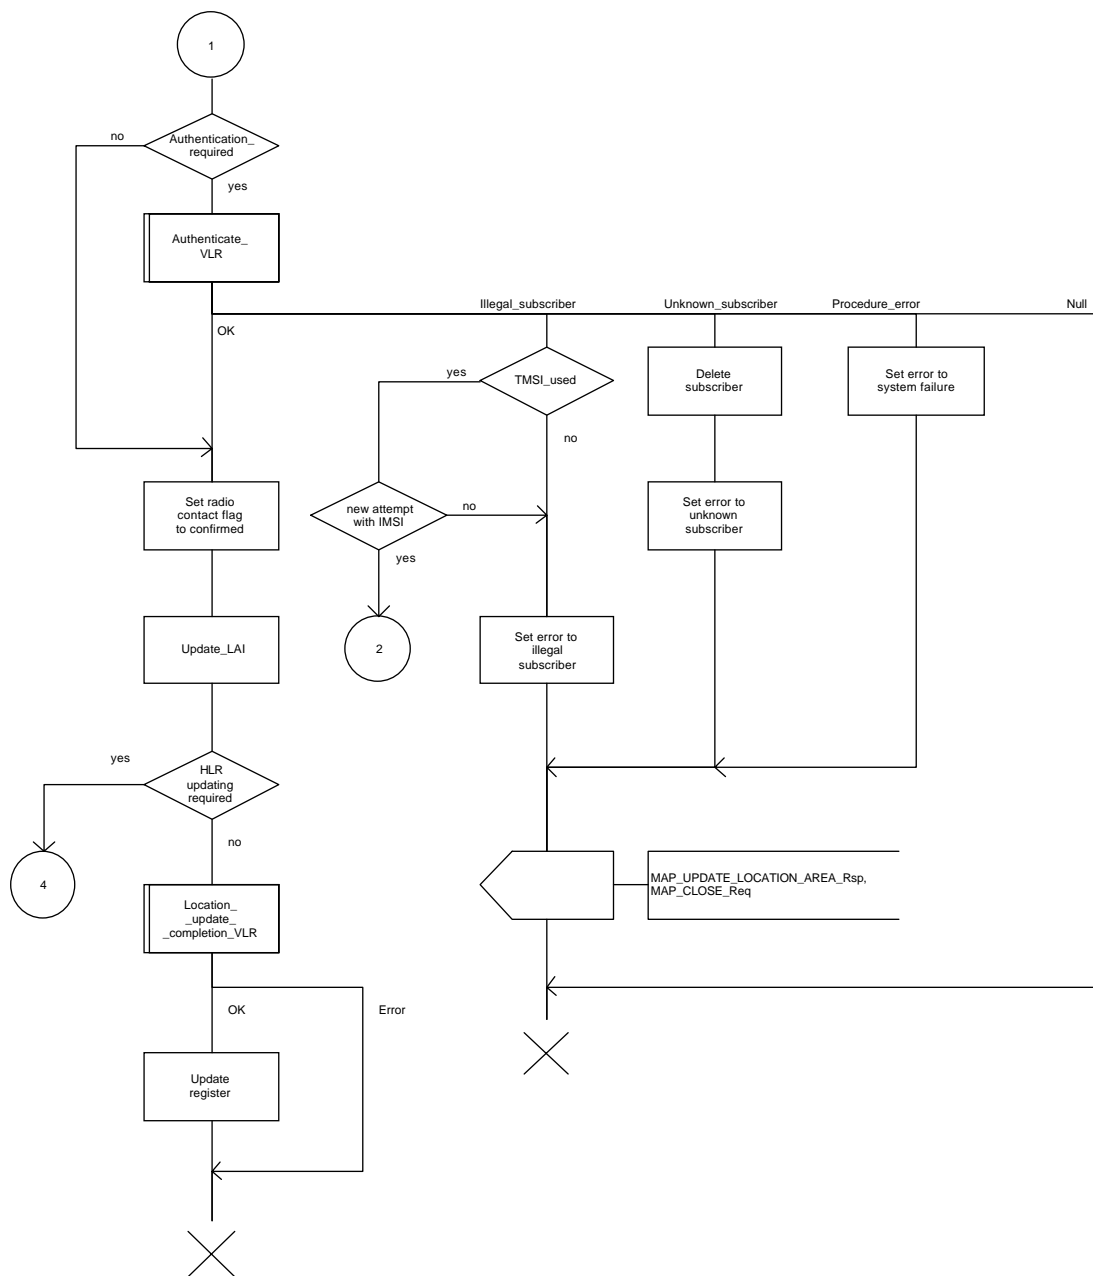 1
Authentication_
required
no
yes
Authenticate_
VLR
Illegal_subscriber
Unknown_subscriber
Procedure_error
Null
OK
yes
TMSI_used
Delete
subscriber
Set error to
system failure
no
Set radio
contact flag
to confirmed
new attempt
with IMSI
no
Set error to
unknown
subscriber
yes
Update_LAI
2
Set error to
illegal
subscriber
yes
HLR
updating
required
no
4
Location_
_update_
_completion_VLR
MAP_UPDATE_LOCATION_AREA_Rsp,
MAP_CLOSE_Req
OK
Error
Update
register